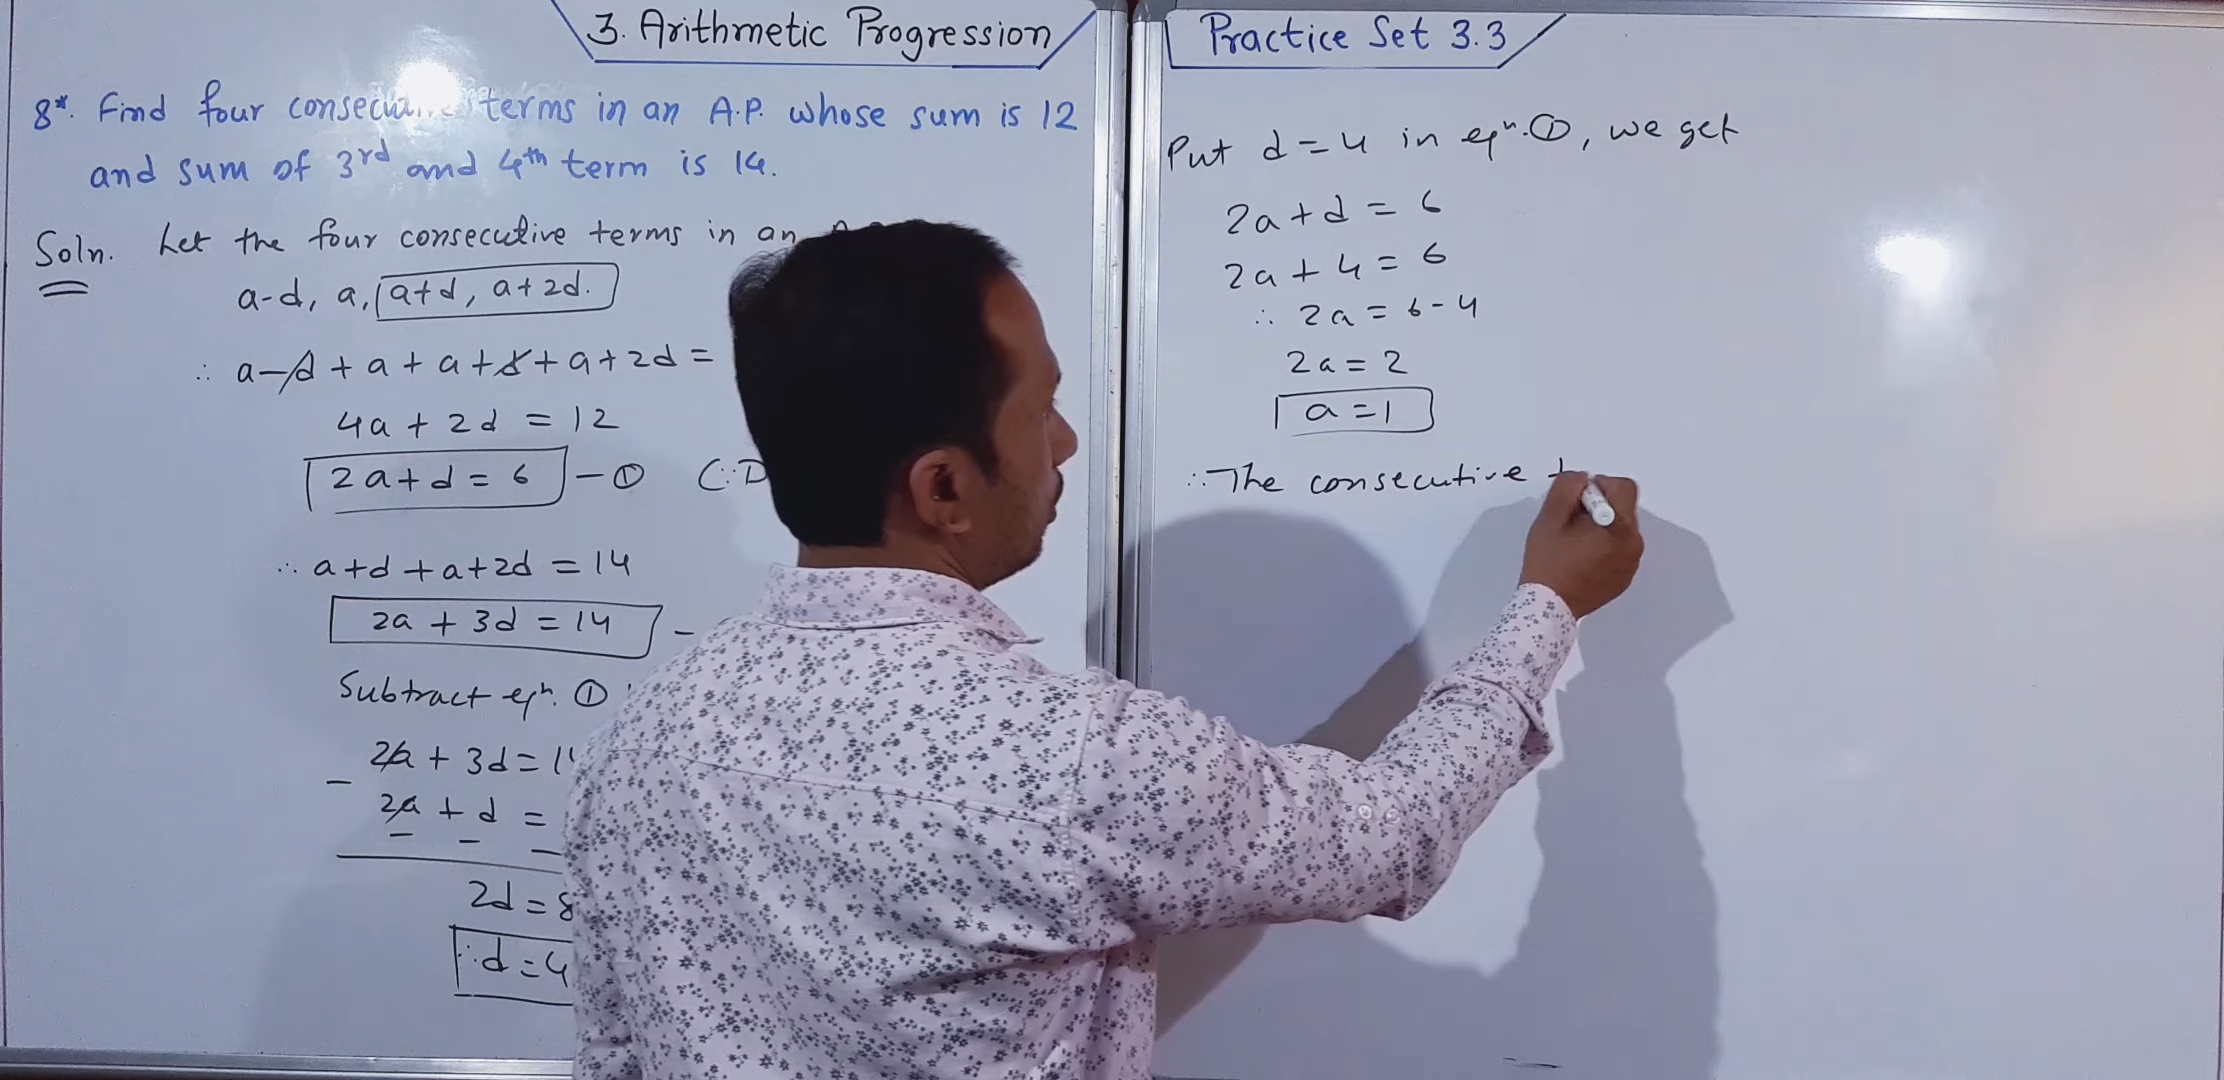 3. Arithmetic Progression
8*. Find four terms in an A.P. whose sum is 12
and sum of 3rd and 4th term is 14.
Soln. Let the four consecutive terms in an
a-d, a, a+d, a+2d.
∴ a-d + a + a+d + a+2d =
4a + 2d = 12
2a+d = 6 - ①
∴ a+d + a+2d = 14
2a + 3d = 14 -
Subtract eqn. ①
2a + 3d = 14
- 2a + d =
- - -
2d = 8
∴ d = 4
Practice Set 3.3
Put d = 4 in eqn. ①, we get
2a + d = 6
2a + 4 = 6
∴ 2a = 6 - 4
2a = 2
a = 1
∴ The consecutive